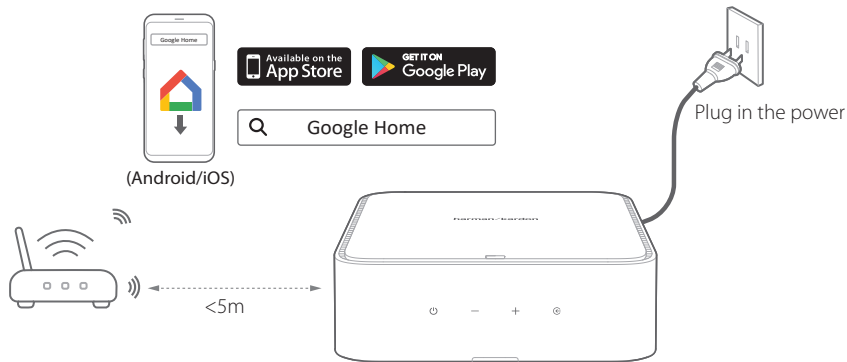 Google Home
Available on the
App Store
GET IT ON
Google Play
Google Home
Plug in the power
(Android/iOS)
harman/kardon
<5m